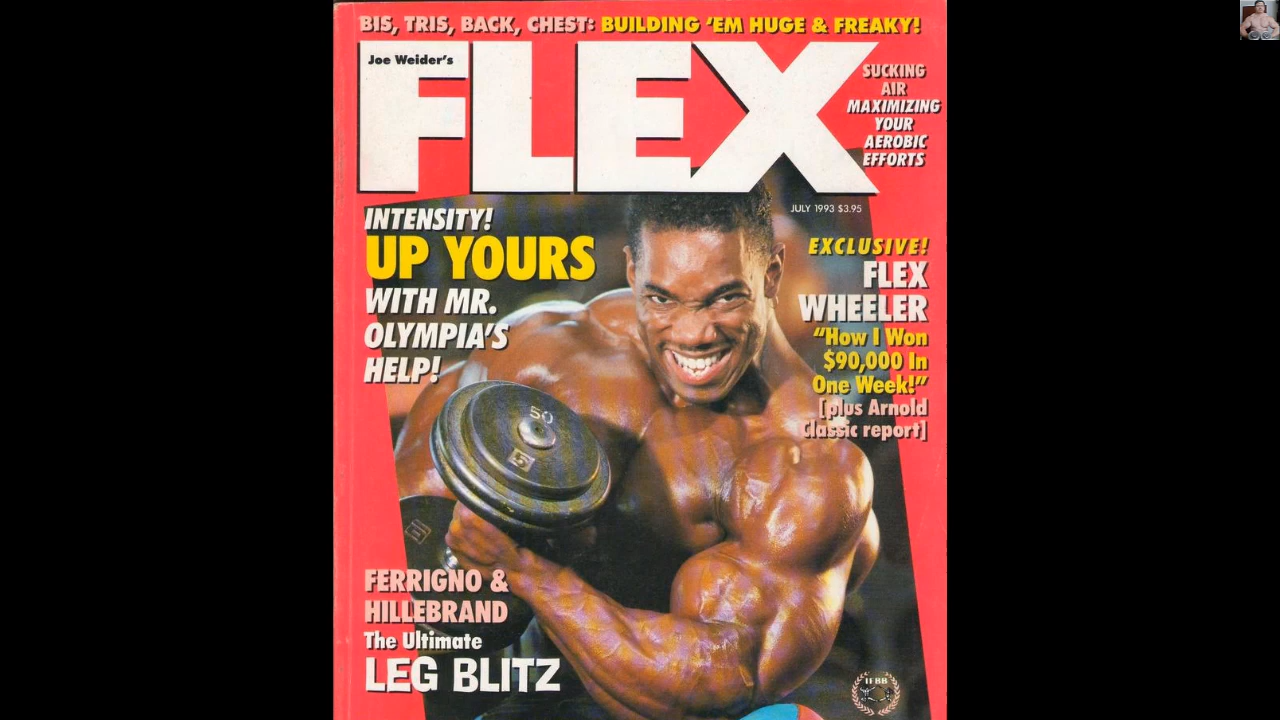 BIS, TRIS, BACK, CHEST: BUILDING 'EM HUGE & FREAKY!
Joe Weider's
FLEX
SUCKING
AIR
MAXIMIZING
YOUR
AEROBIC
EFFORTS
JULY 1993 $3.95
INTENSITY!
UP YOURS
WITH MR.
OLYMPIA'S
HELP!
EXCLUSIVE!
FLEX
WHEELER
"How I Won
$90,000 In
One Week!"
[plus Arnold
Classic report]
50
5
FERRIGNO &
HILLEBRAND
The Ultimate
LEG BLITZ
IFBB